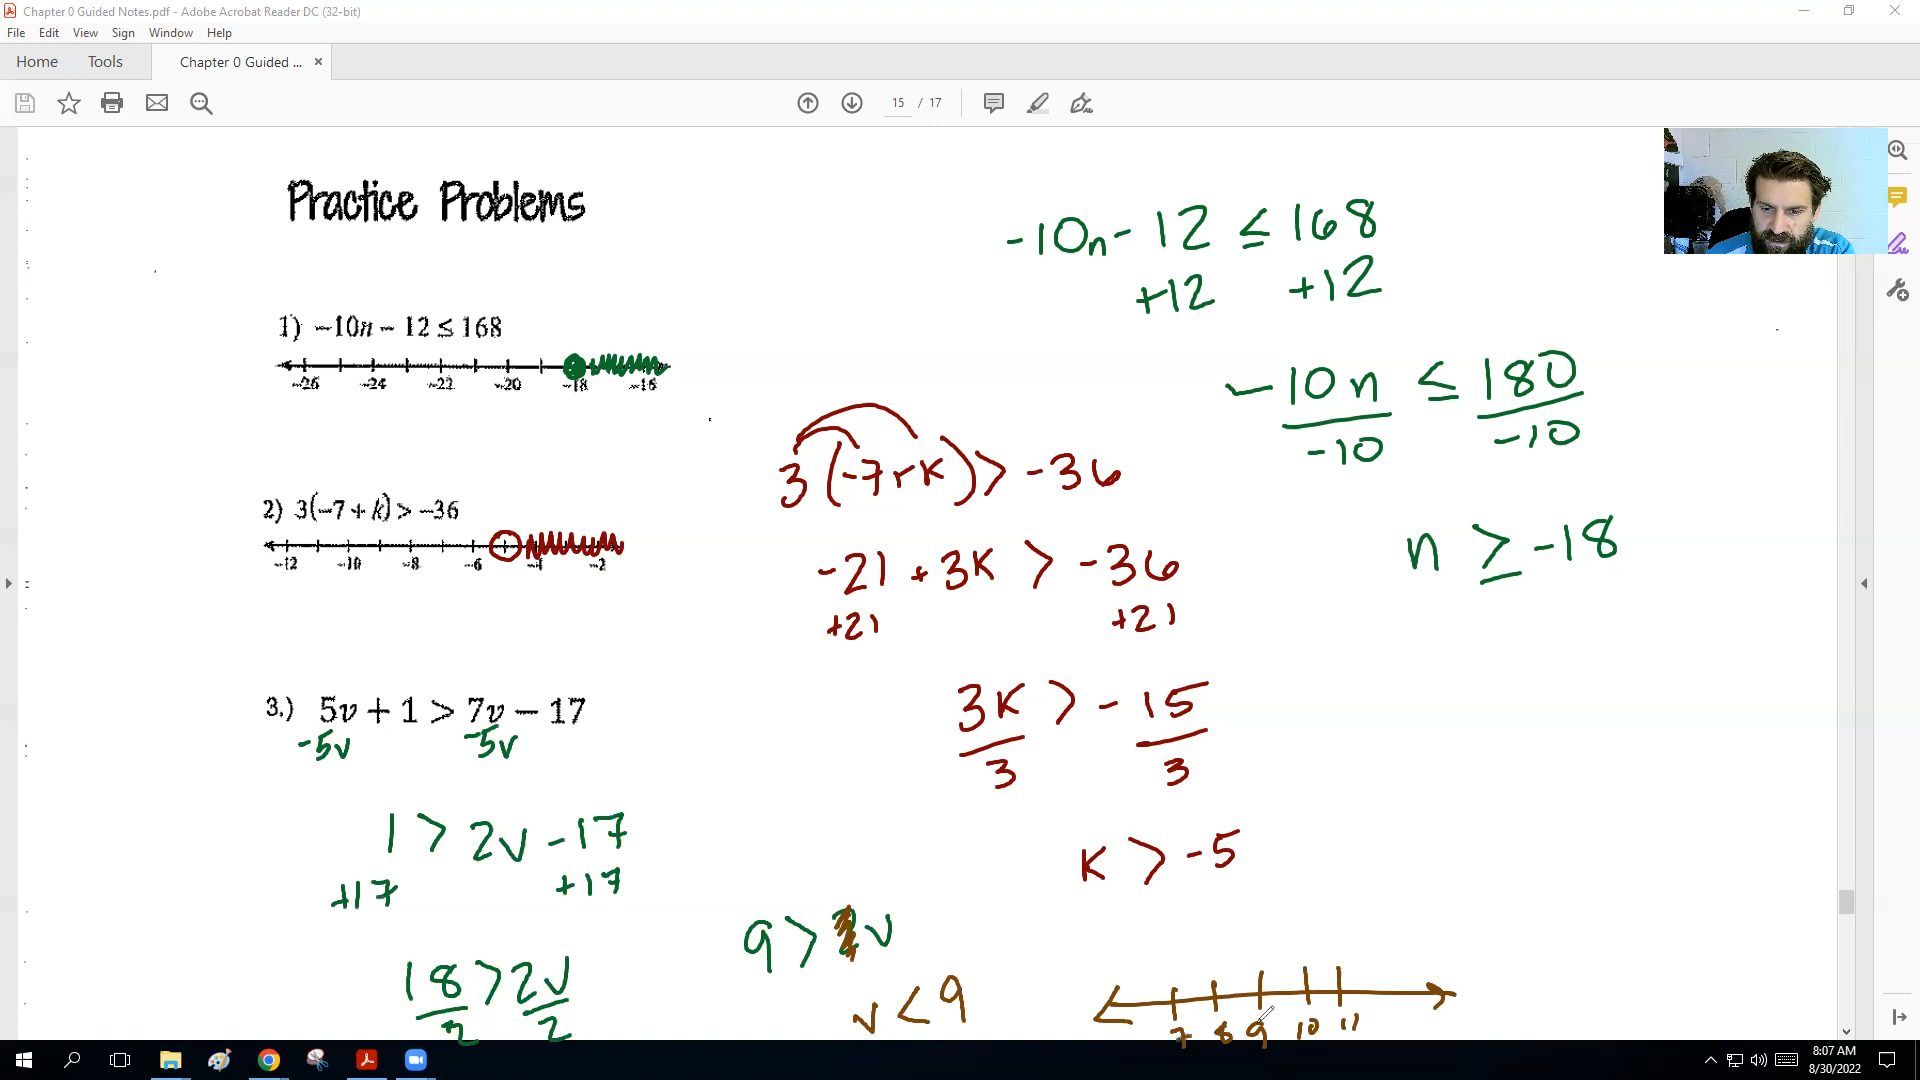 Chapter 0 Guided Notes.pdf - Adobe Acrobat Reader DC (32-bit)
File Edit View Sign Window Help
Home Tools Chapter 0 Guided ... ×
15 / 17
Practice Problems
1) -10n - 12 ≤ 168
-26 -24 -22 -20 -18 -16
2) 3(-7 + k) > -36
-12 -10 -8 -6 -4 -2
3.) 5v + 1 > 7v - 17
-5v -5v
1 > 2v - 17
+17 +17
18 > 2v
2 2
9 > v
v < 9
7 8 9 10 11
3(-7+k) > -36
-21 + 3k > -36
+21 +21
3k > -15
3 3
k > -5
-10n - 12 ≤ 168
+12 +12
-10n ≤ 180
-10 -10
n ≥ -18
8:07 AM
8/30/2022